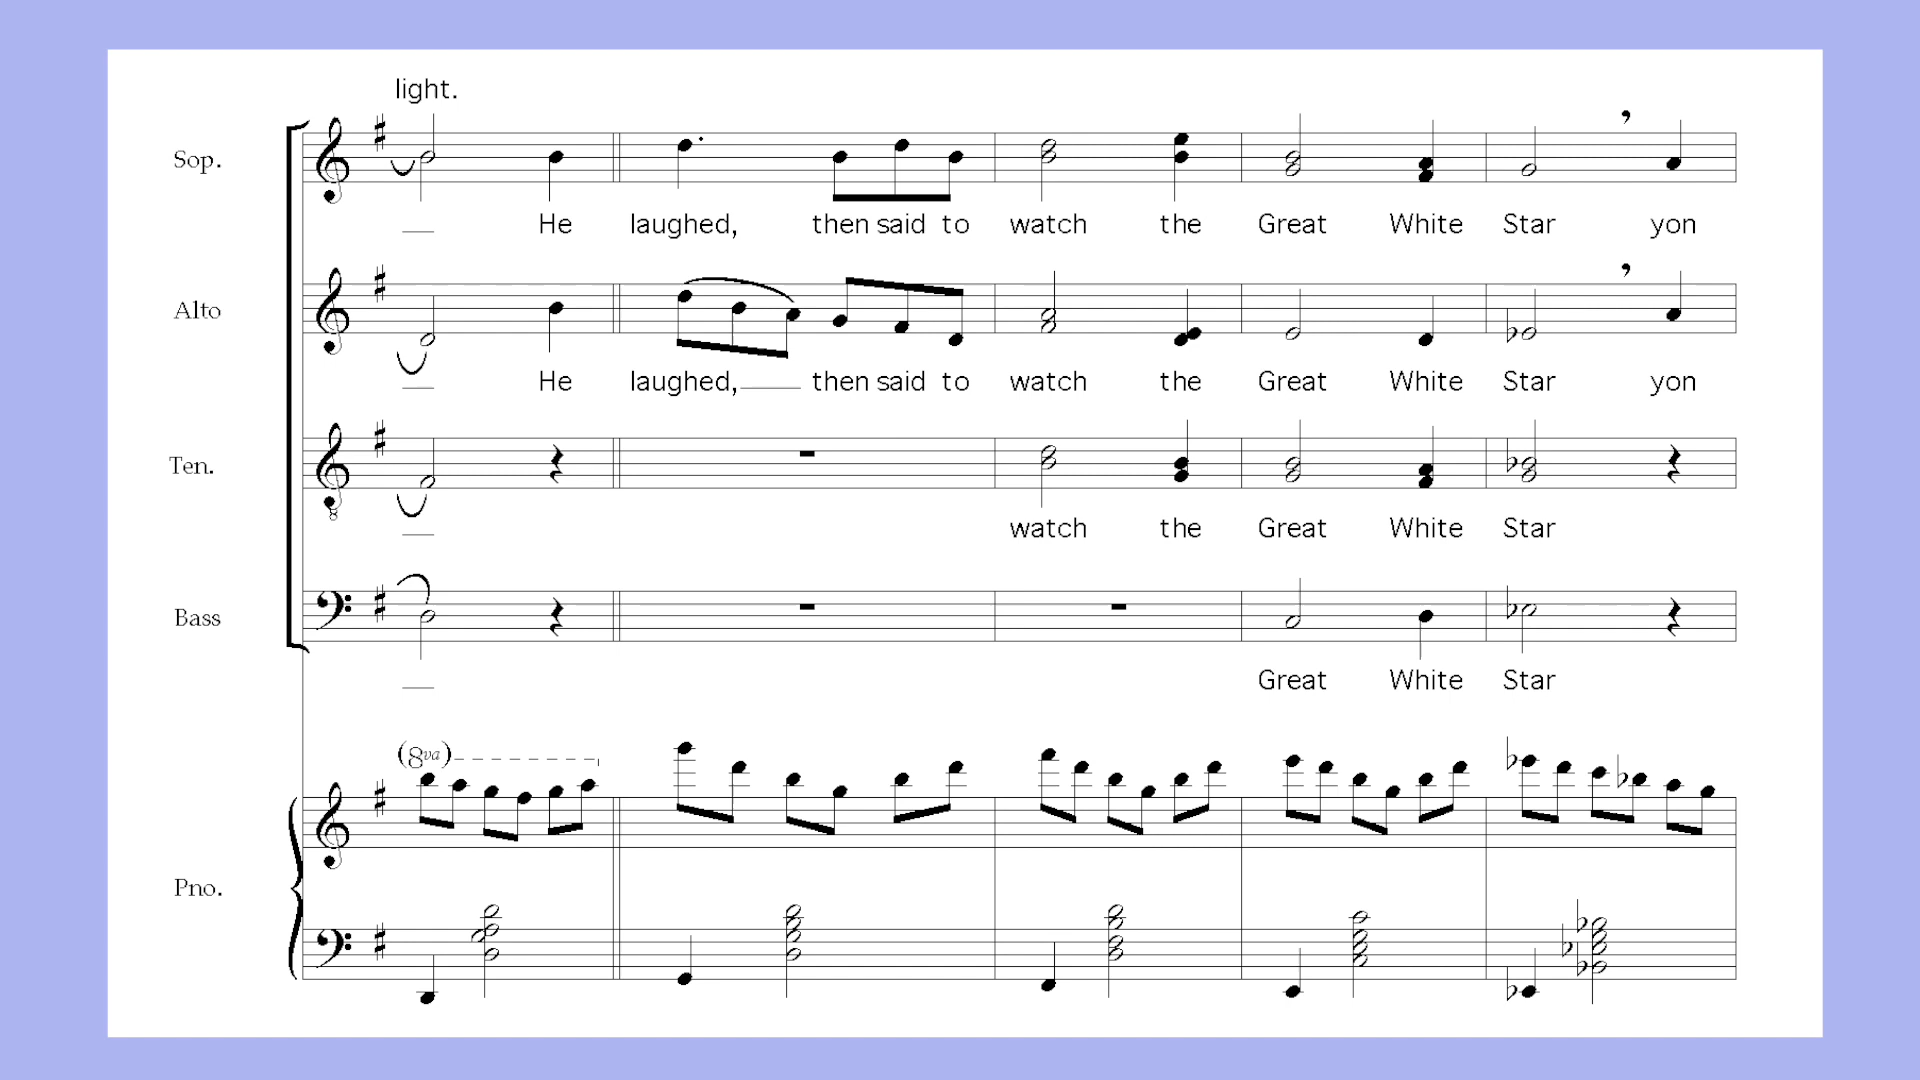 light.
Sop.
He laughed, then said to watch the Great White Star yon
Alto
He laughed, then said to watch the Great White Star yon
Ten.
8
watch the Great White Star
Bass
Great White Star
(8va)
Pno.